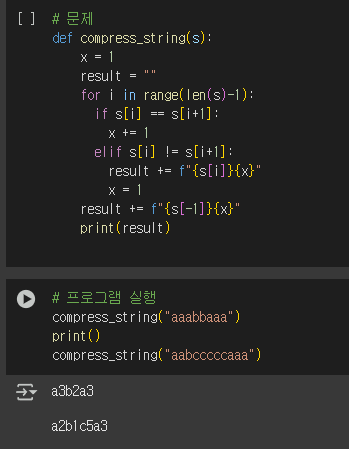 [ ] # 문제
def compress_string(s):
    x = 1
    result = ""
    for i in range(len(s)-1):
      if s[i] == s[i+1]:
        x += 1
      elif s[i] != s[i+1]:
        result += f"{s[i]}{x}"
        x = 1
    result += f"{s[-1]}{x}"
    print(result)
# 프로그램 실행
compress_string("aaabbaaa")
print()
compress_string("aabcccccaaa")
a3b2a3
a2b1c5a3